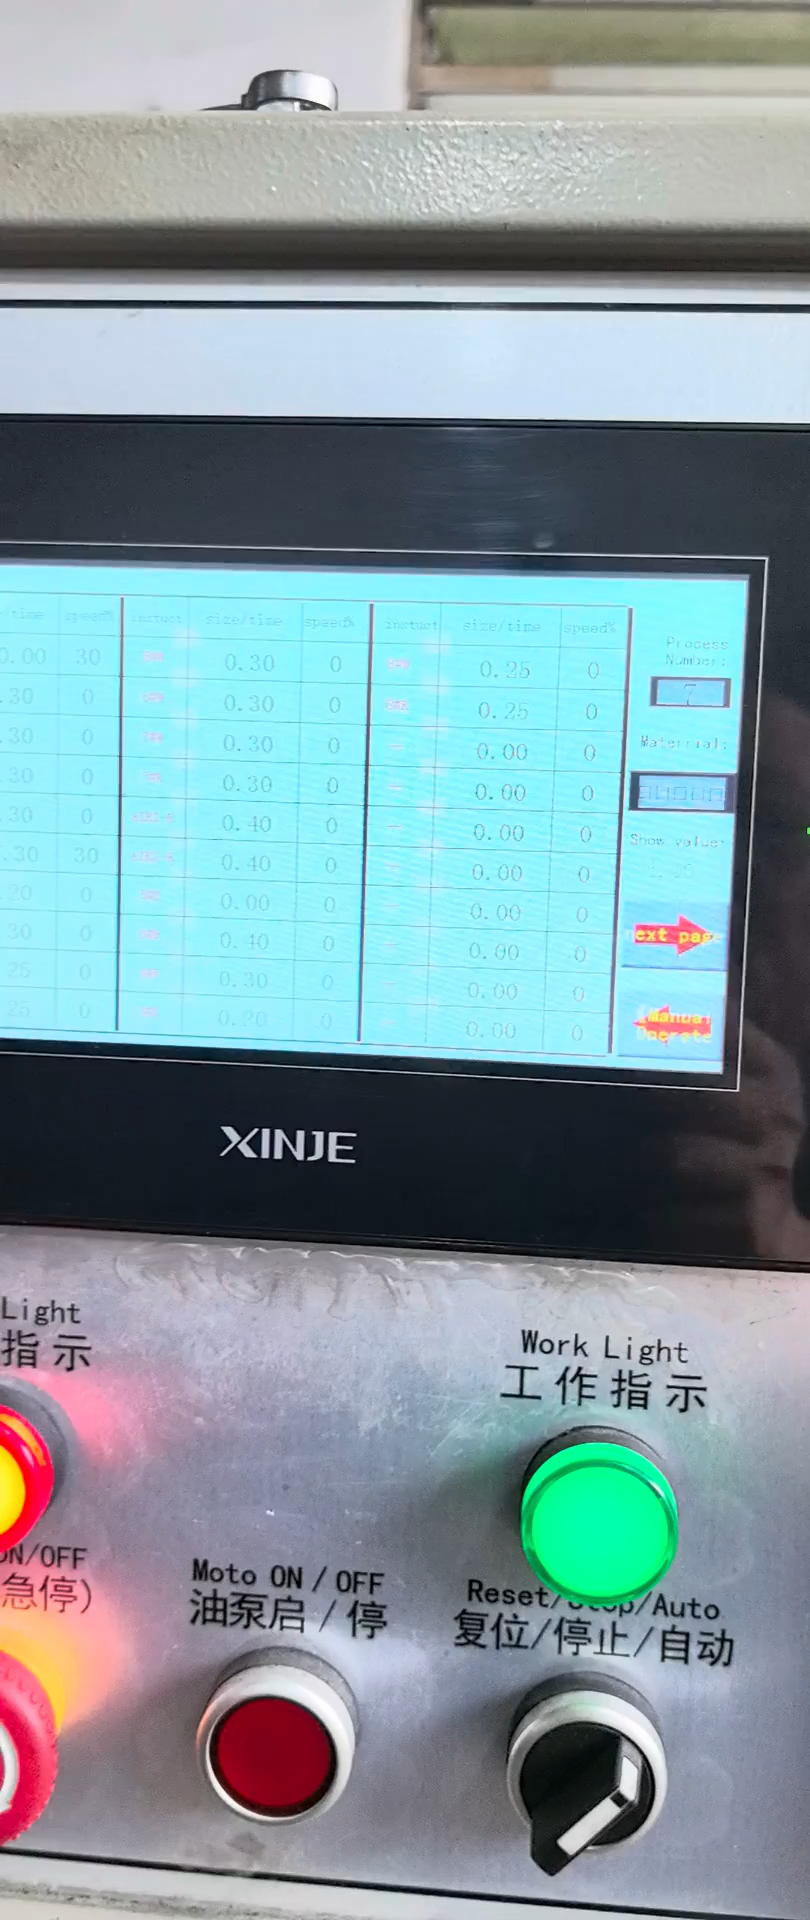 speed% instuct size/time speed% instuct size/time speed%
0.00 30 0.30 0 0.25 0
.30 0 0.30 0 0.25 0
.30 0 0.30 0 0.00 0
.30 0 0.30 0 0.00 0
.30 0 0.40 0 0.00 0
.30 30 0.40 0 0.00 0
.20 0 0.00 0 0.00 0
.30 0 0.40 0 0.00 0
25 0 0.30 0 0.00 0
25 0 0.20 0 0.00 0
Process
Number:
7
Material:
Show value:
next page
Manual
Operete
XINJE
Light
指示
Work Light
工作指示
ON/OFF
急停)
Moto ON / OFF
油泵启 / 停
Reset/Stop/Auto
复位/停止/自动